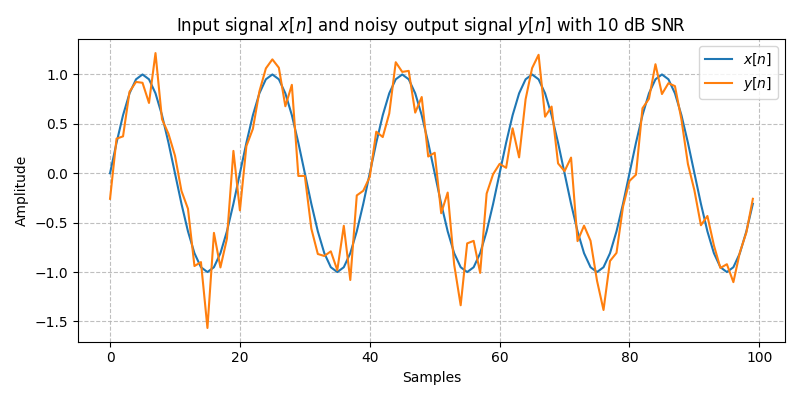 Input signal x[n] and noisy output signal y[n] with 10 dB SNR
x[n]
y[n]
1.0
0.5
0.0
−0.5
−1.0
−1.5
Amplitude
0 20 40 60 80 100
Samples